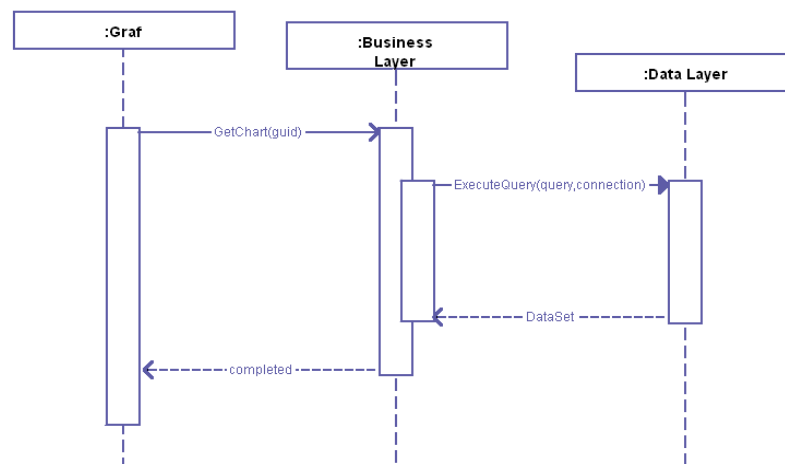 :Graf
:Business
Layer
:Data Layer
GetChart(guid)
ExecuteQuery(query,connection)
DataSet
completed